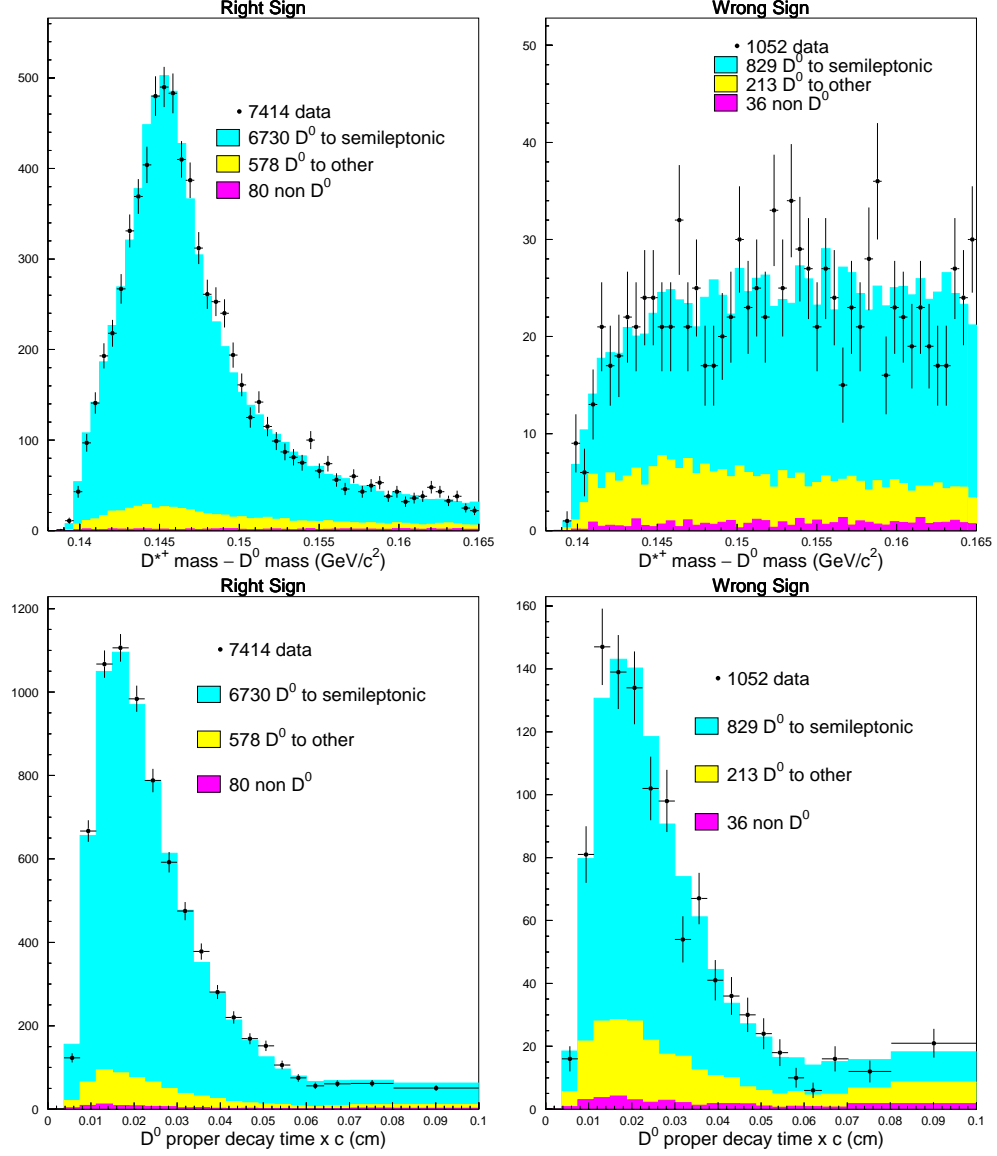 Right Sign
500
400
300
200
100
0
• 7414 data
6730 D⁰ to semileptonic
578 D⁰ to other
80 non D⁰
0.14 0.145 0.15 0.155 0.16 0.165
D*⁺ mass – D⁰ mass (GeV/c²)
Wrong Sign
50
40
30
20
10
0
• 1052 data
829 D⁰ to semileptonic
213 D⁰ to other
36 non D⁰
0.14 0.145 0.15 0.155 0.16 0.165
D*⁺ mass – D⁰ mass (GeV/c²)
Right Sign
1200
1000
800
600
400
200
0
• 7414 data
6730 D⁰ to semileptonic
578 D⁰ to other
80 non D⁰
0 0.01 0.02 0.03 0.04 0.05 0.06 0.07 0.08 0.09 0.1
D⁰ proper decay time x c (cm)
Wrong Sign
160
140
120
100
80
60
40
20
0
• 1052 data
829 D⁰ to semileptonic
213 D⁰ to other
36 non D⁰
0 0.01 0.02 0.03 0.04 0.05 0.06 0.07 0.08 0.09 0.1
D⁰ proper decay time x c (cm)